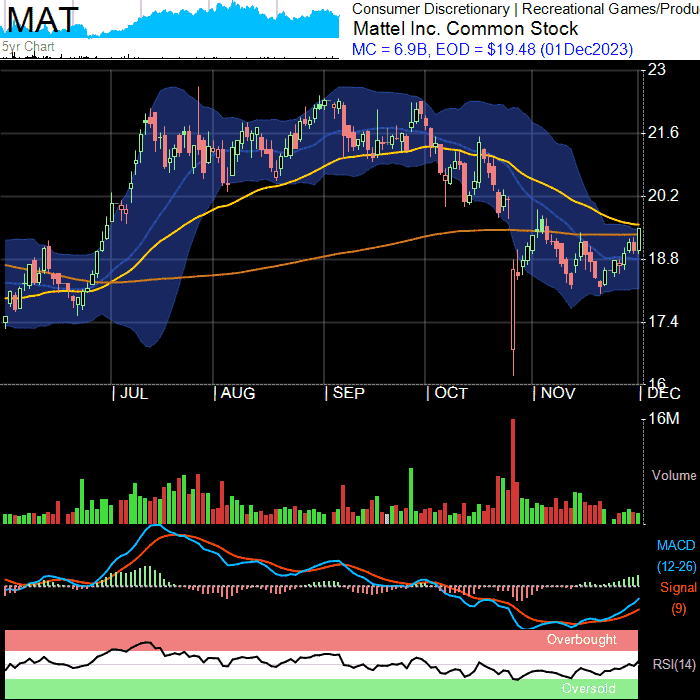 MAT
5yr Chart
Consumer Discretionary | Recreational Games/Produ
Mattel Inc. Common Stock
MC = 6.9B, EOD = $19.48 (01Dec2023)
23
21.6
20.2
18.8
17.4
16
| JUL | AUG | SEP | OCT | NOV | DEC
16M
Volume
MACD
(12-26)
Signal
(9)
Overbought
RSI(14)
Oversold